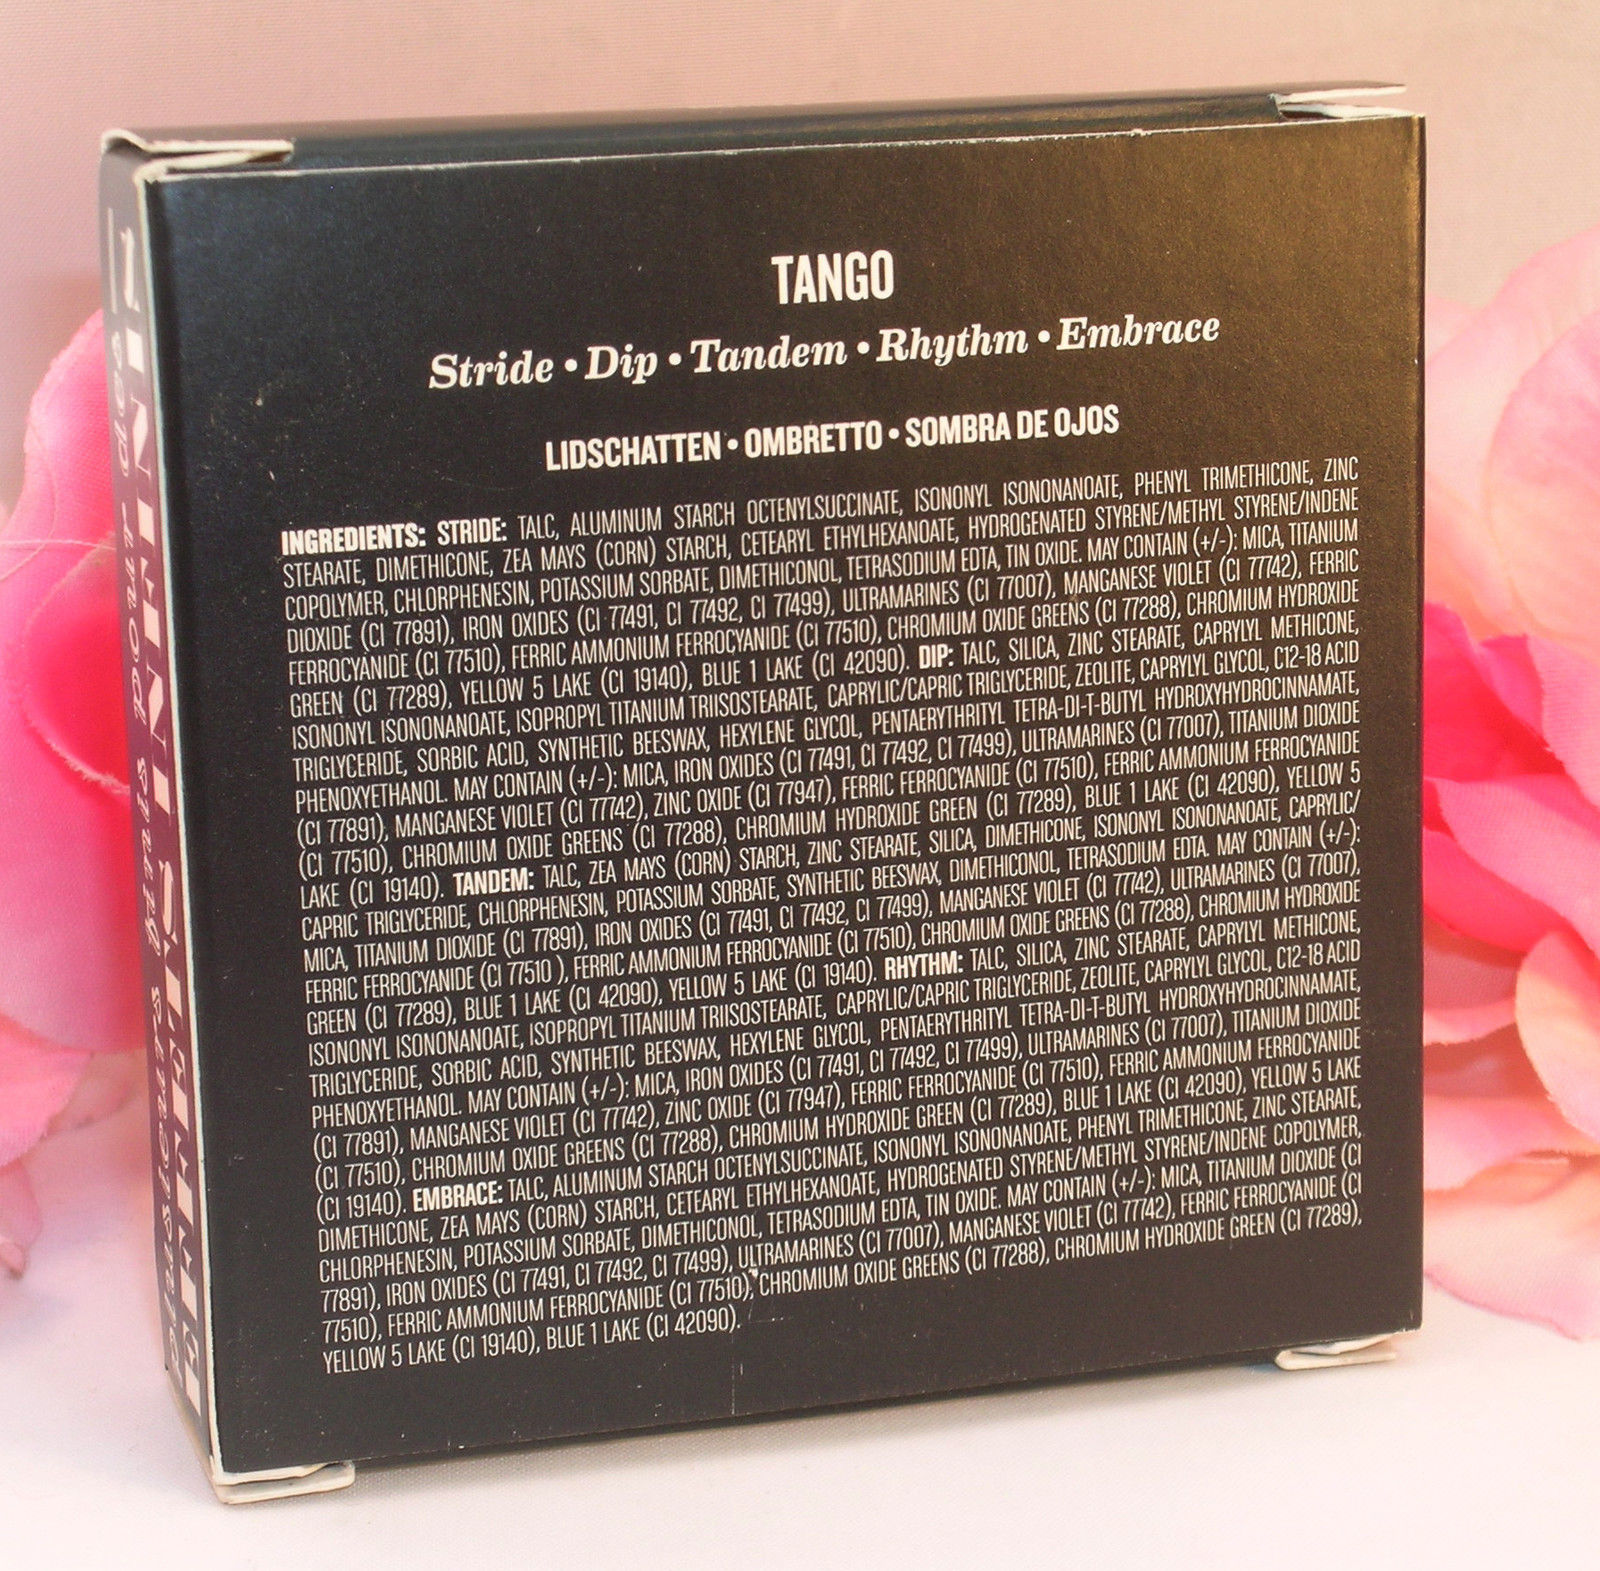 TANGO
Stride • Dip • Tandem • Rhythm • Embrace
LIDSCHATTEN • OMBRETTO • SOMBRA DE OJOS
INGREDIENTS: STRIDE: TALC, ALUMINUM STARCH OCTENYLSUCCINATE, ISONONYL ISONONANOATE, PHENYL TRIMETHICONE, ZINC
STEARATE, DIMETHICONE, ZEA MAYS (CORN) STARCH, CETEARYL ETHYLHEXANOATE, HYDROGENATED STYRENE/METHYL STYRENE/INDENE
COPOLYMER, CHLORPHENESIN, POTASSIUM SORBATE, DIMETHICONOL, TETRASODIUM EDTA, TIN OXIDE. MAY CONTAIN (+/-): MICA, TITANIUM
DIOXIDE (CI 77891), IRON OXIDES (CI 77491, CI 77492, CI 77499), ULTRAMARINES (CI 77007), MANGANESE VIOLET (CI 77742), FERRIC
FERROCYANIDE (CI 77510), FERRIC AMMONIUM FERROCYANIDE (CI 77510), CHROMIUM OXIDE GREENS (CI 77288), CHROMIUM HYDROXIDE
GREEN (CI 77289), YELLOW 5 LAKE (CI 19140), BLUE 1 LAKE (CI 42090). DIP: TALC, SILICA, ZINC STEARATE, CAPRYLYL METHICONE,
ISONONYL ISONONANOATE, ISOPROPYL TITANIUM TRIISOSTEARATE, CAPRYLIC/CAPRIC TRIGLYCERIDE, ZEOLITE, CAPRYLYL GLYCOL, C12-18 ACID
TRIGLYCERIDE, SORBIC ACID, SYNTHETIC BEESWAX, HEXYLENE GLYCOL, PENTAERYTHRITYL TETRA-DI-T-BUTYL HYDROXYHYDROCINNAMATE,
PHENOXYETHANOL. MAY CONTAIN (+/-): MICA, IRON OXIDES (CI 77491, CI 77492, CI 77499), ULTRAMARINES (CI 77007), TITANIUM DIOXIDE
(CI 77891), MANGANESE VIOLET (CI 77742), ZINC OXIDE (CI 77947), FERRIC FERROCYANIDE (CI 77510), FERRIC AMMONIUM FERROCYANIDE
(CI 77510), CHROMIUM OXIDE GREENS (CI 77288), CHROMIUM HYDROXIDE GREEN (CI 77289), BLUE 1 LAKE (CI 42090), YELLOW 5
LAKE (CI 19140). TANDEM: TALC, ZEA MAYS (CORN) STARCH, ZINC STEARATE, SILICA, DIMETHICONE, ISONONYL ISONONANOATE, CAPRYLIC/
CAPRIC TRIGLYCERIDE, CHLORPHENESIN, POTASSIUM SORBATE, SYNTHETIC BEESWAX, DIMETHICONOL, TETRASODIUM EDTA. MAY CONTAIN (+/-):
MICA, TITANIUM DIOXIDE (CI 77891), IRON OXIDES (CI 77491, CI 77492, CI 77499), MANGANESE VIOLET (CI 77742), ULTRAMARINES (CI 77007),
FERRIC FERROCYANIDE (CI 77510 ), FERRIC AMMONIUM FERROCYANIDE (CI 77510), CHROMIUM OXIDE GREENS (CI 77288), CHROMIUM HYDROXIDE
GREEN (CI 77289), BLUE 1 LAKE (CI 42090), YELLOW 5 LAKE (CI 19140). RHYTHM: TALC, SILICA, ZINC STEARATE, CAPRYLYL METHICONE,
ISONONYL ISONONANOATE, ISOPROPYL TITANIUM TRIISOSTEARATE, CAPRYLIC/CAPRIC TRIGLYCERIDE, ZEOLITE, CAPRYLYL GLYCOL, C12-18 ACID
TRIGLYCERIDE, SORBIC ACID, SYNTHETIC BEESWAX, HEXYLENE GLYCOL, PENTAERYTHRITYL TETRA-DI-T-BUTYL HYDROXYHYDROCINNAMATE,
PHENOXYETHANOL. MAY CONTAIN (+/-): MICA, IRON OXIDES (CI 77491, CI 77492, CI 77499), ULTRAMARINES (CI 77007), TITANIUM DIOXIDE
(CI 77891), MANGANESE VIOLET (CI 77742), ZINC OXIDE (CI 77947), FERRIC FERROCYANIDE (CI 77510), FERRIC AMMONIUM FERROCYANIDE
(CI 77510), CHROMIUM OXIDE GREENS (CI 77288), CHROMIUM HYDROXIDE GREEN (CI 77289), BLUE 1 LAKE (CI 42090), YELLOW 5 LAKE
(CI 19140). EMBRACE: TALC, ALUMINUM STARCH OCTENYLSUCCINATE, ISONONYL ISONONANOATE, PHENYL TRIMETHICONE, ZINC STEARATE,
DIMETHICONE, ZEA MAYS (CORN) STARCH, CETEARYL ETHYLHEXANOATE, HYDROGENATED STYRENE/METHYL STYRENE/INDENE COPOLYMER,
CHLORPHENESIN, POTASSIUM SORBATE, DIMETHICONOL, TETRASODIUM EDTA, TIN OXIDE. MAY CONTAIN (+/-): MICA, TITANIUM DIOXIDE (CI
77891), IRON OXIDES (CI 77491, CI 77492, CI 77499), ULTRAMARINES (CI 77007), MANGANESE VIOLET (CI 77742), FERRIC FERROCYANIDE (CI
77510), FERRIC AMMONIUM FERROCYANIDE (CI 77510), CHROMIUM OXIDE GREENS (CI 77288), CHROMIUM HYDROXIDE GREEN (CI 77289),
YELLOW 5 LAKE (CI 19140), BLUE 1 LAKE (CI 42090).